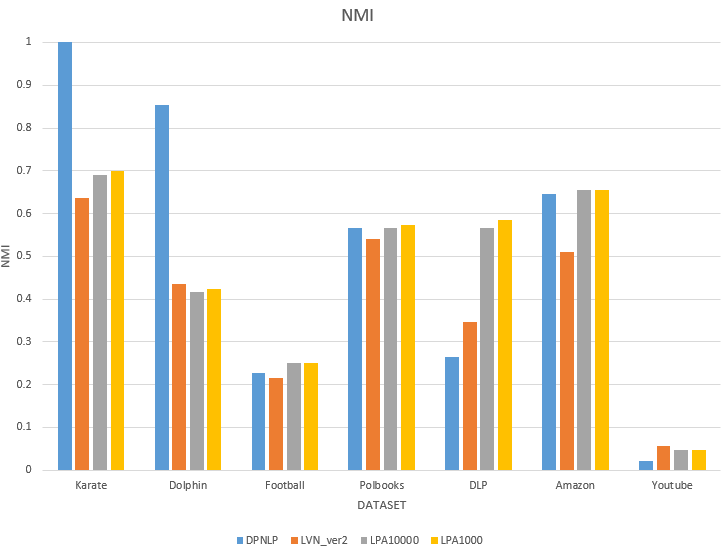 NMI
1
0.9
0.8
0.7
0.6
0.5
0.4
0.3
0.2
0.1
0
NMI
Karate Dolphin Football Polbooks DLP Amazon Youtube
DATASET
DPNLP LVN_ver2 LPA10000 LPA1000